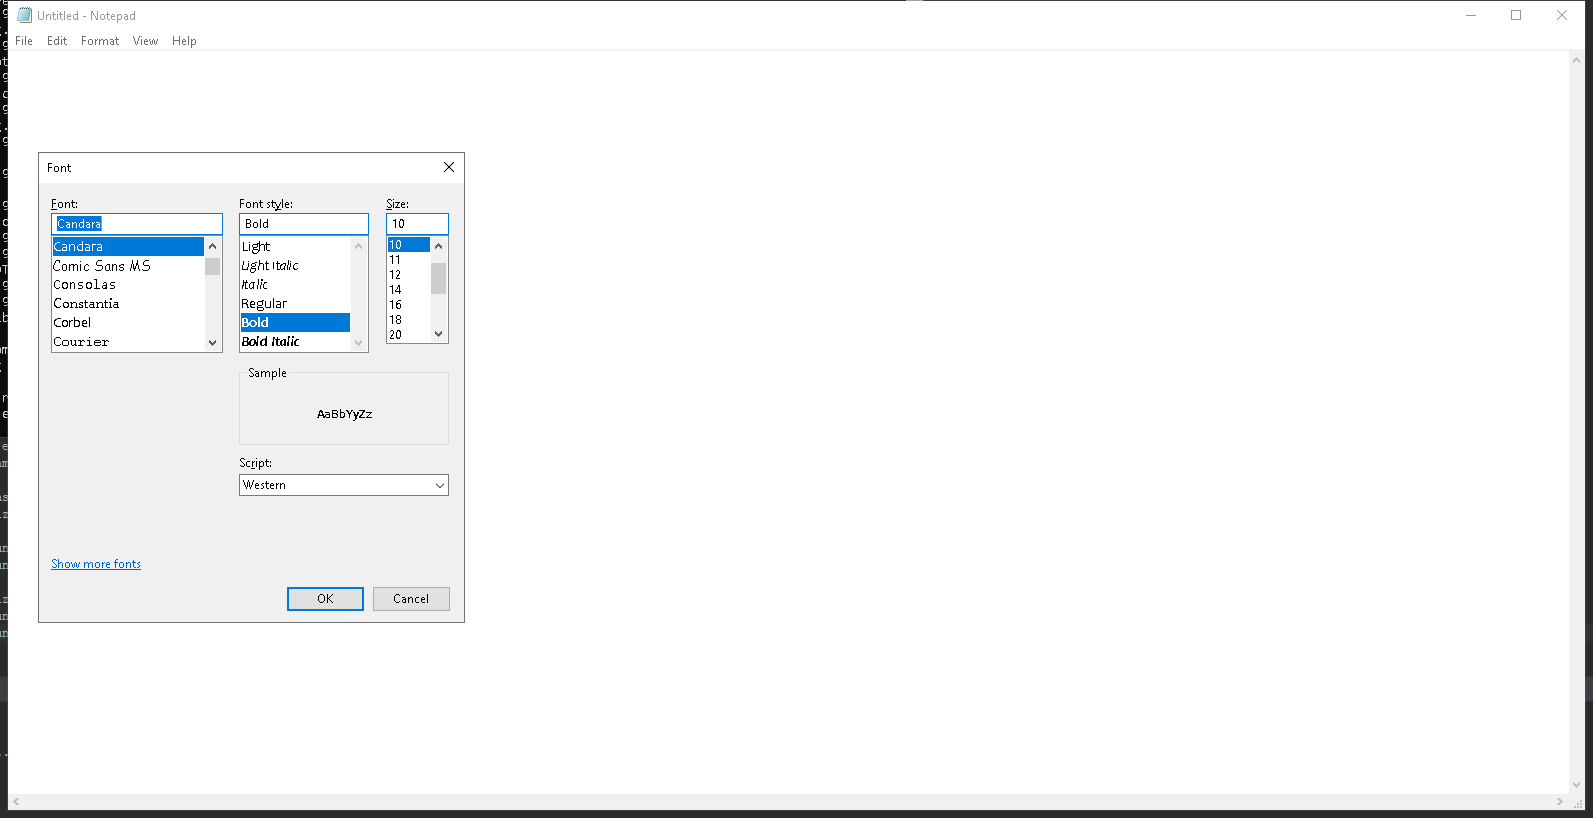 Untitled - Notepad
File Edit Format View Help
Font
Font: Font style: Size:
Candara Bold 10
Candara
Comic Sans MS
Consolas
Constantia
Corbel
Courier
Light
Light Italic
Italic
Regular
Bold
Bold Italic
10
11
12
14
16
18
20
Sample
AaBbYyZz
Script:
Western
Show more fonts
OK Cancel